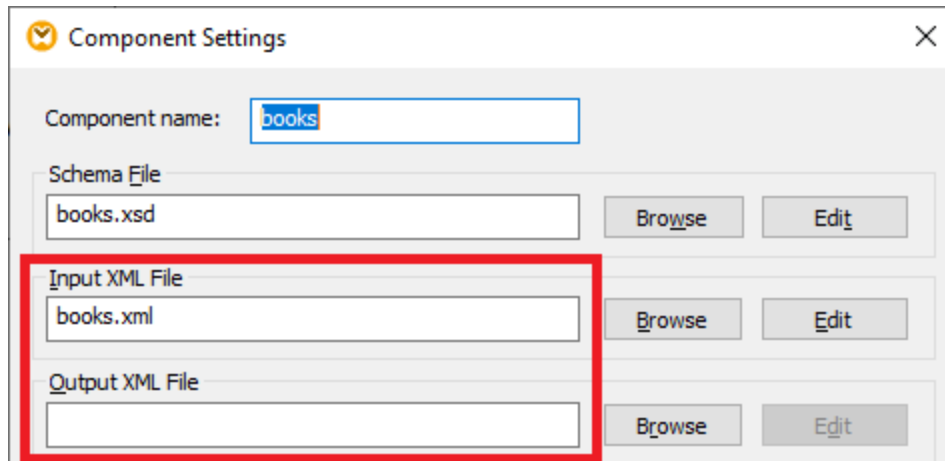 Component Settings
Component name: books
Schema File
books.xsd Browse Edit
Input XML File
books.xml Browse Edit
Output XML File
Browse Edit